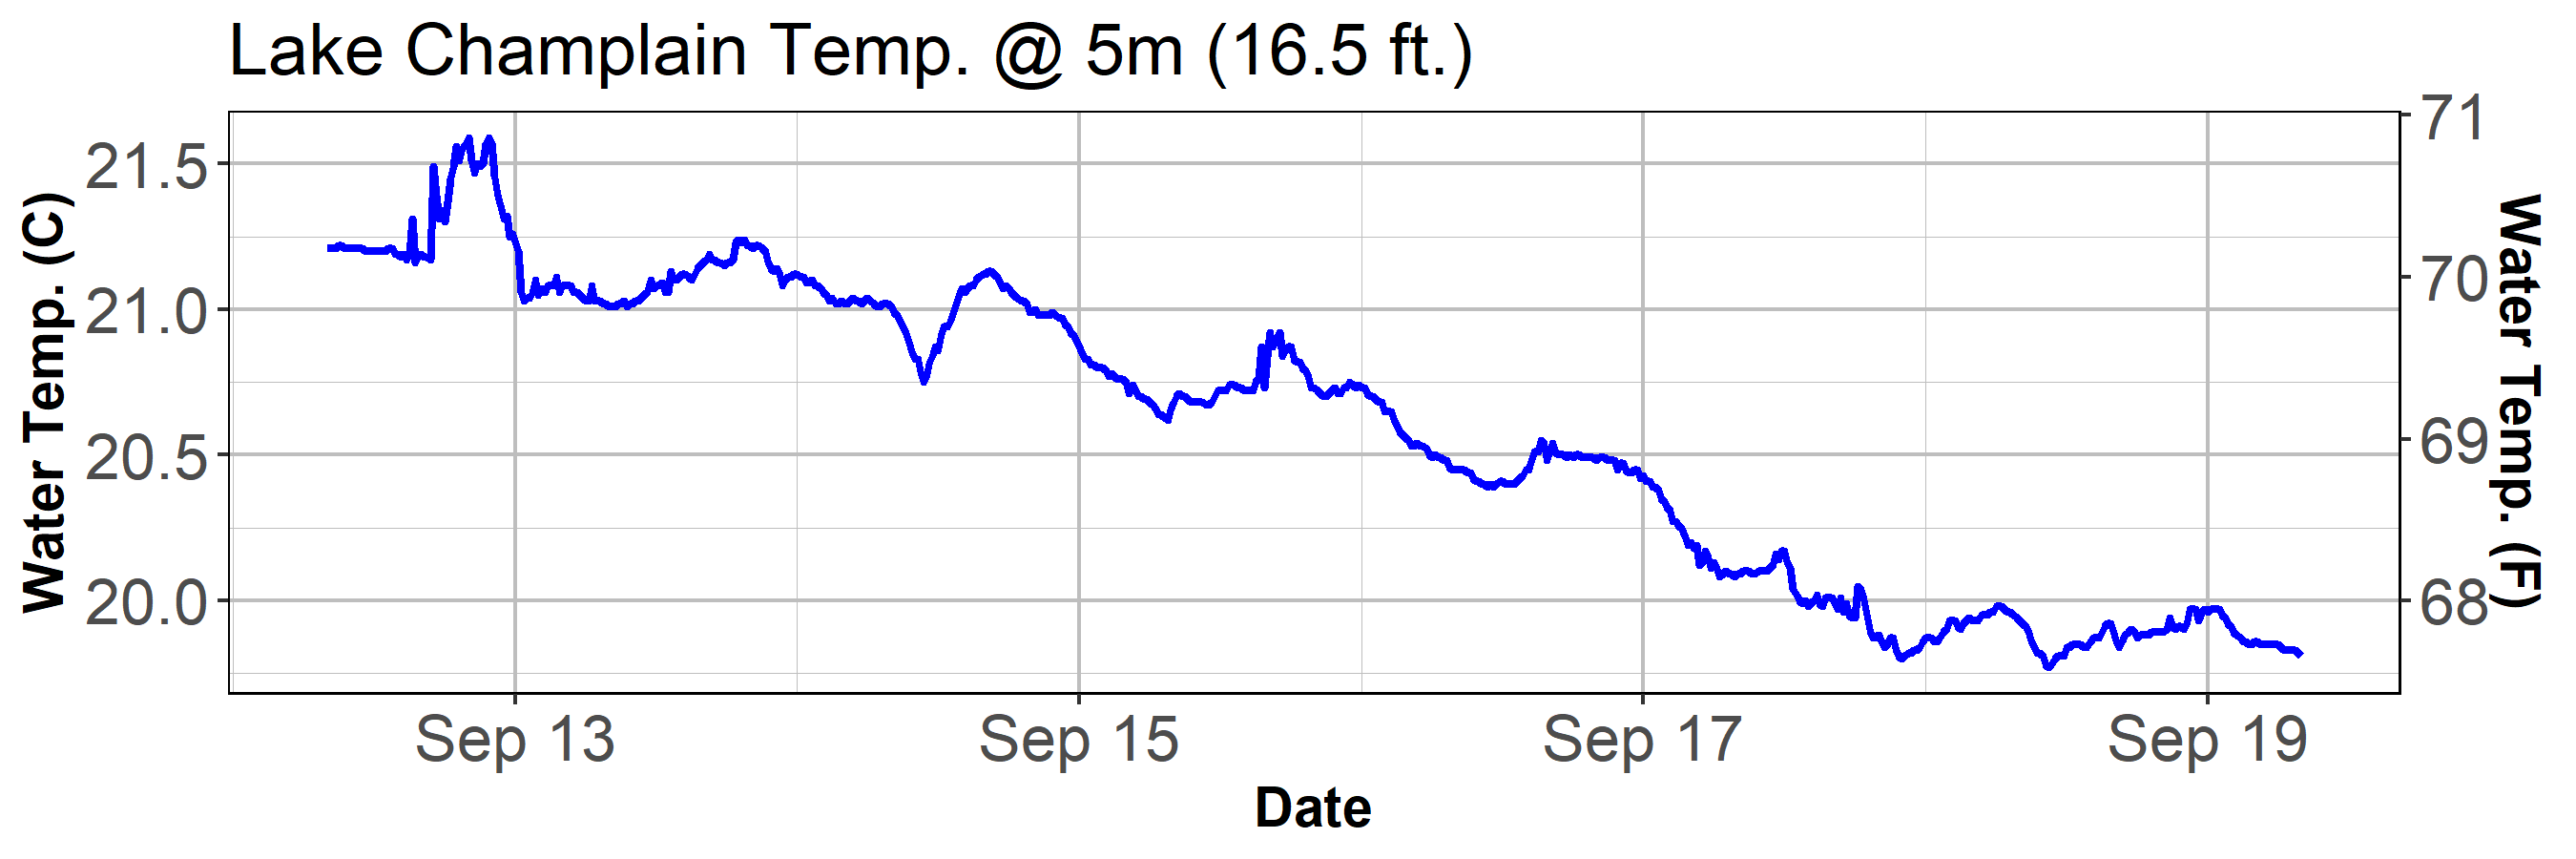 Lake Champlain Temp. @ 5m (16.5 ft.)
Water Temp. (C)
21.5
21.0
20.5
20.0
71
70
69
68
Water Temp. (F)
Sep 13 Sep 15 Sep 17 Sep 19
Date